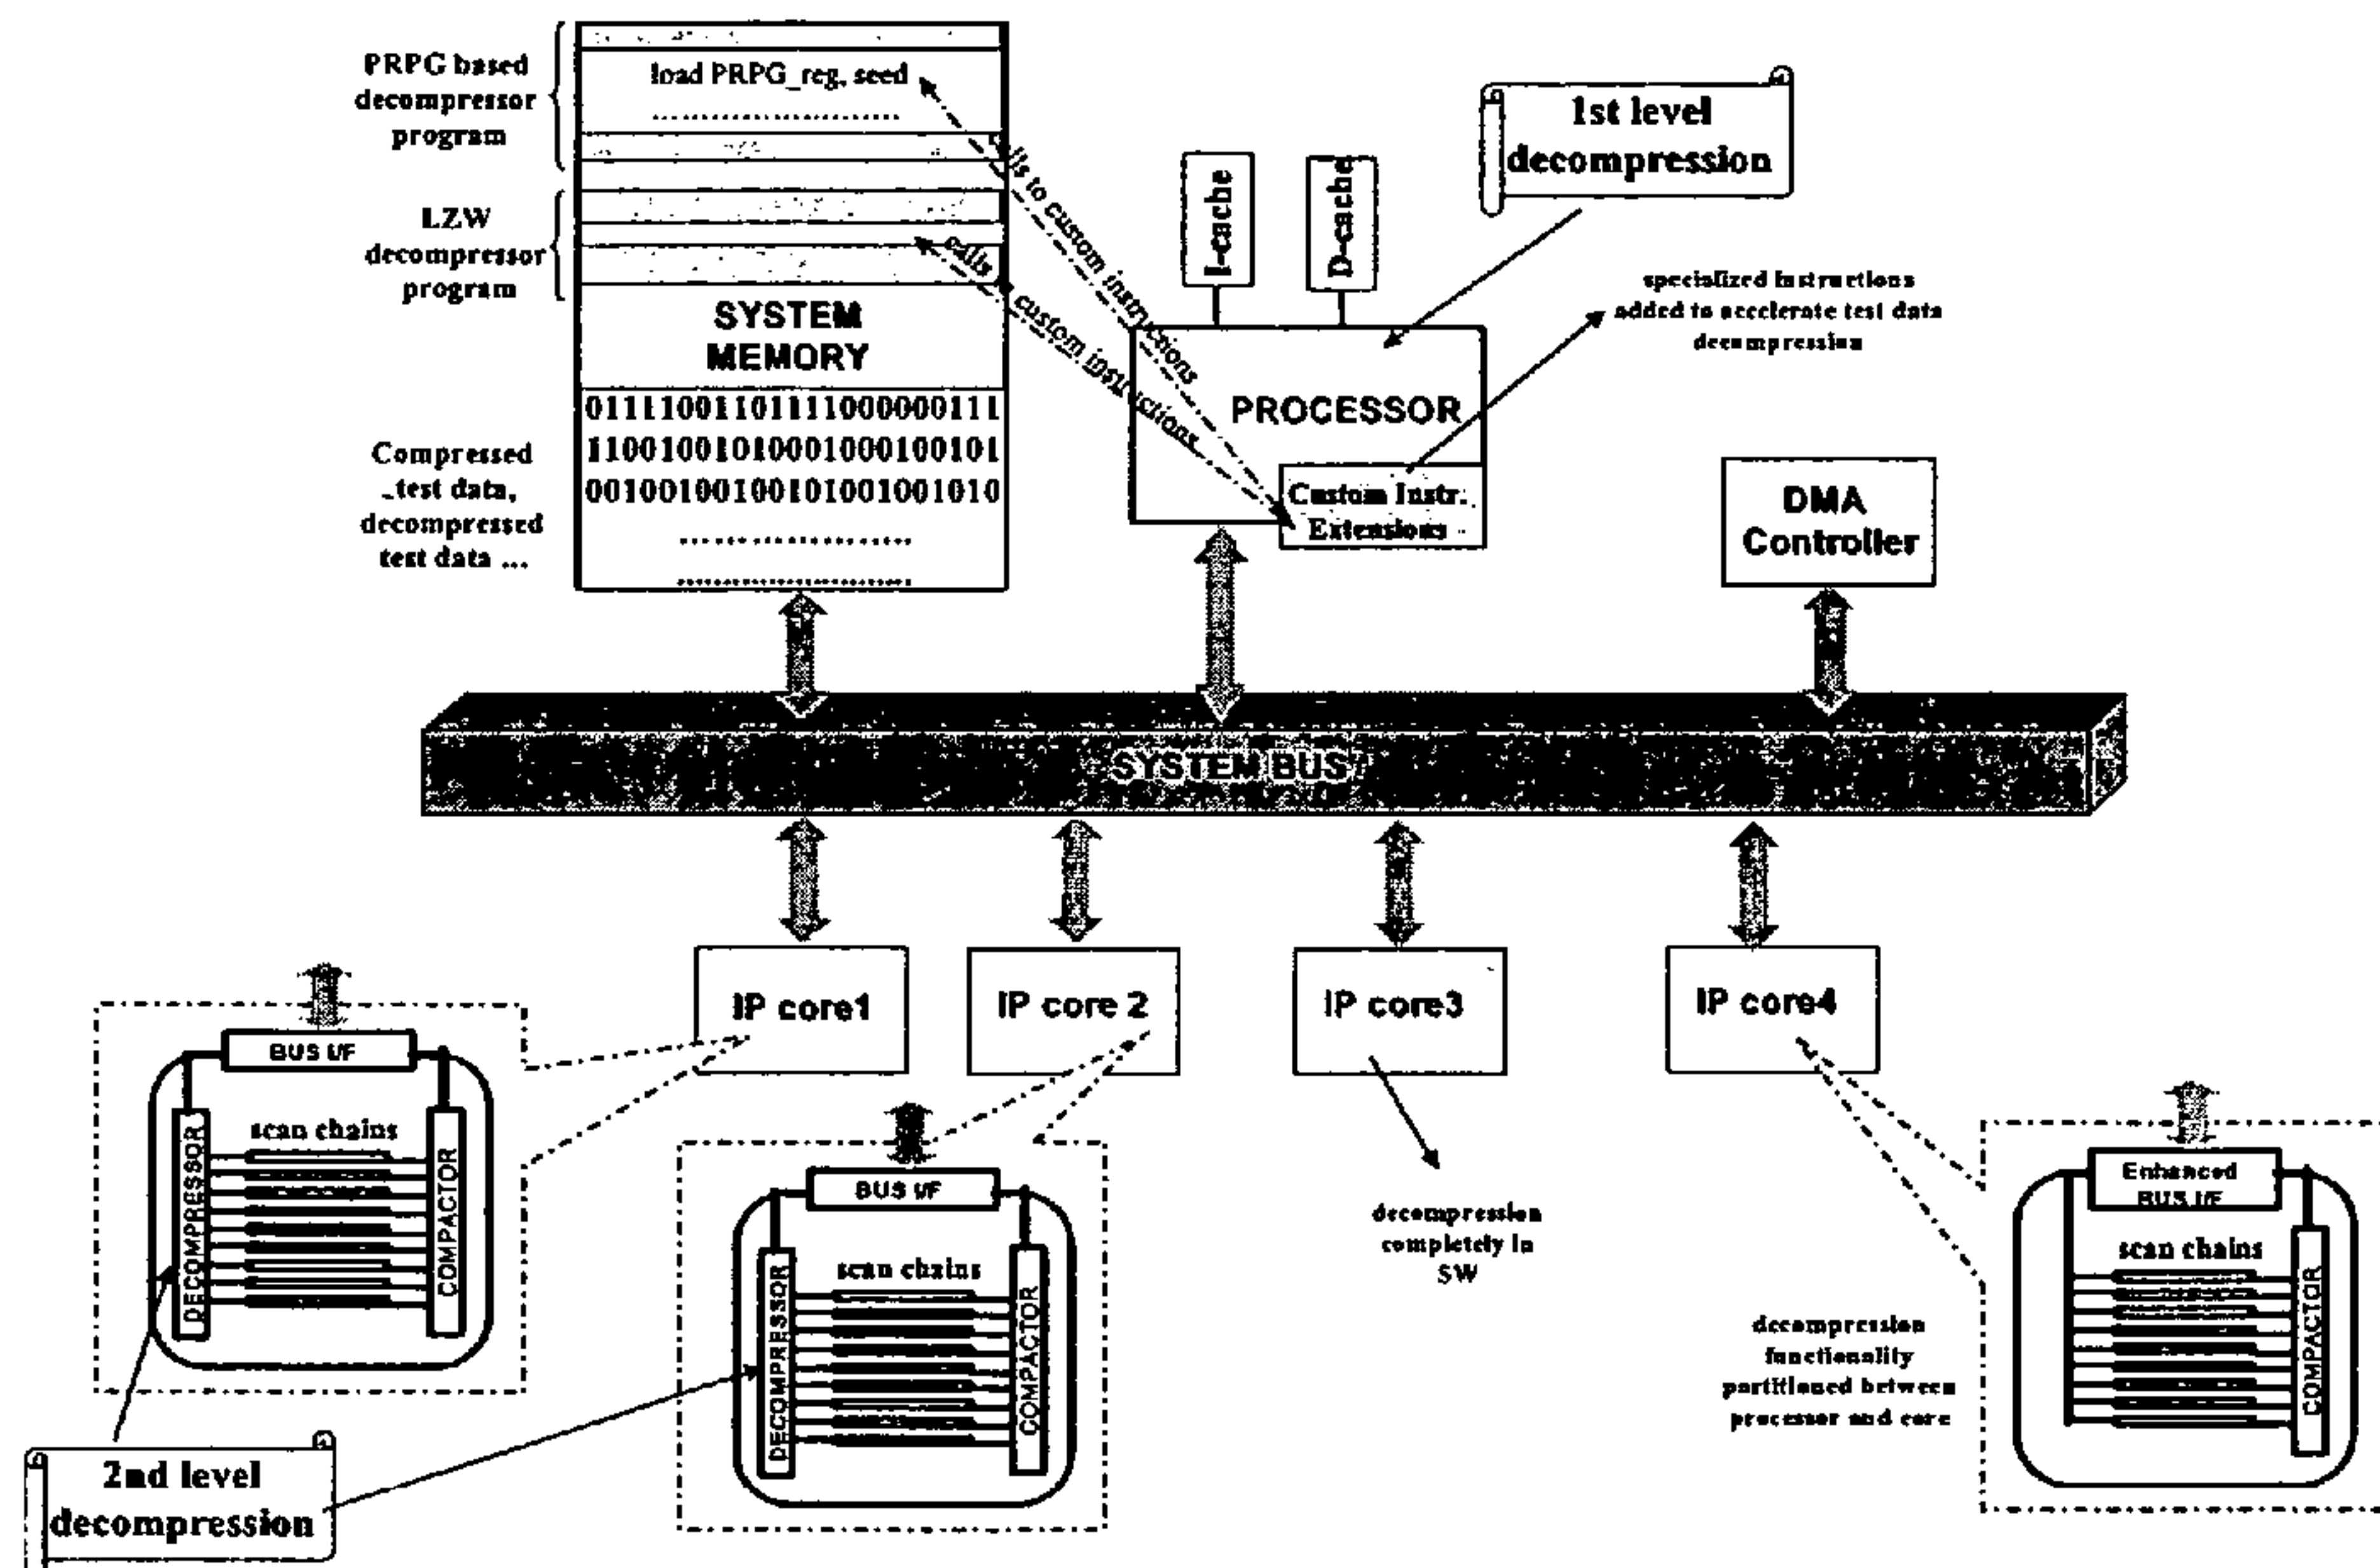 PRPG based
decompressor
program
load PRPG_reg, seed
LZW
decompressor
program
SYSTEM
MEMORY
Compressed
test data,
decompressed
test data ...
01111001101111000000111
11001001010001000100101
00100100100101001001010
calls to custom instructions
calls to custom instructions
I-cache
D-cache
1st level
decompression
specialized instructions
added to accelerate test data
decompression
PROCESSOR
Custom Instr.
Extensions
DMA
Controller
SYSTEM BUS
IP core1
IP core 2
IP core3
IP core4
BUS I/F
scan chains
DECOMPRESSOR
COMPACTOR
BUS I/F
scan chains
DECOMPRESSOR
COMPACTOR
decompression
completely in
SW
decompression
functionality
partitioned between
processor and core
Enhanced
BUS I/F
scan chains
COMPACTOR
2nd level
decompression